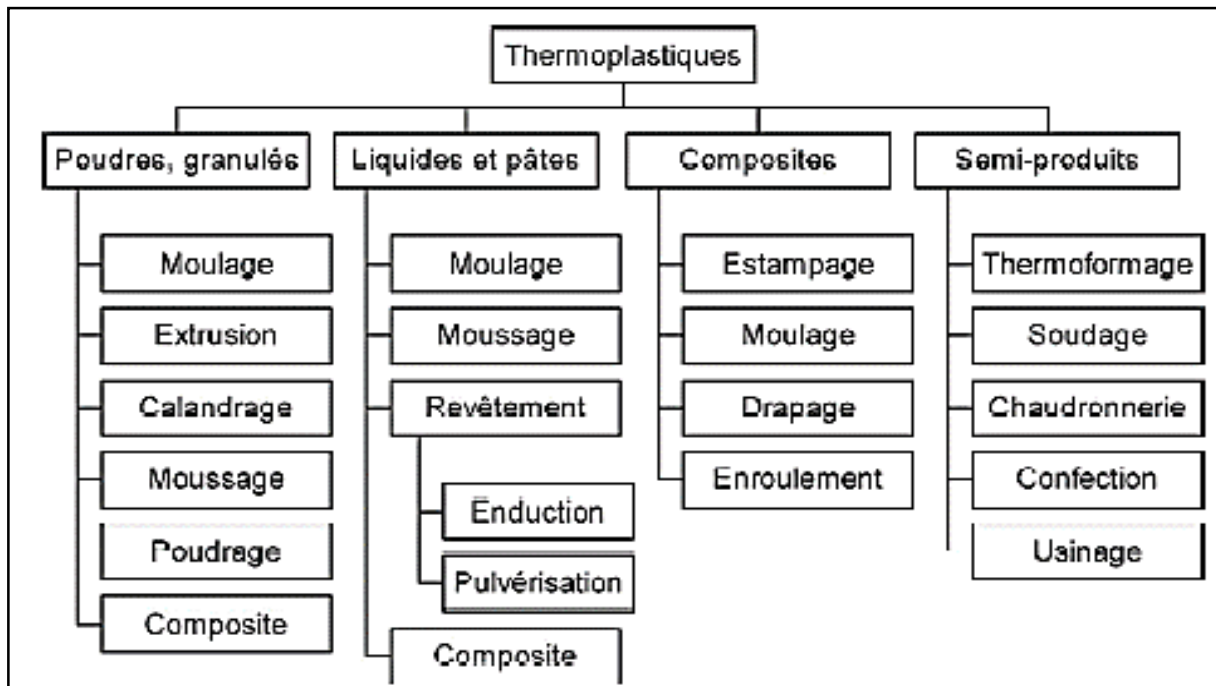 Thermoplastiques
Poudres, granulés
Moulage
Extrusion
Calandrage
Moussage
Poudrage
Composite
Liquides et pâtes
Moulage
Moussage
Revêtement
Enduction
Pulvérisation
Composite
Composites
Estampage
Moulage
Drapage
Enroulement
Semi-produits
Thermoformage
Soudage
Chaudronnerie
Confection
Usinage